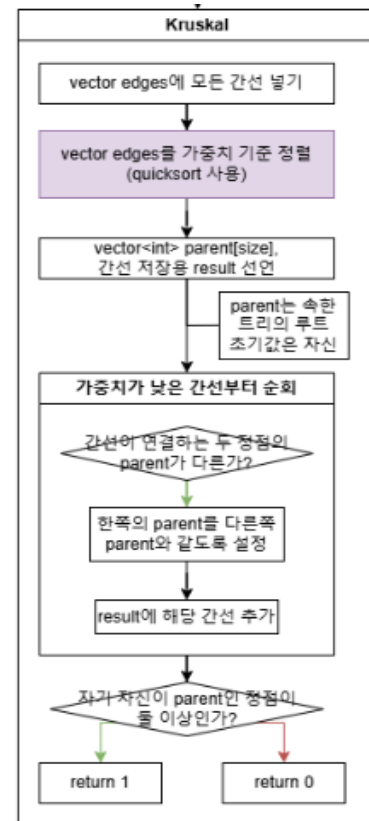 Kruskal
vector edges에 모든 간선 넣기
vector edges를 가중치 기준 정렬
(quicksort 사용)
vector<int> parent[size],
간선 저장용 result 선언
parent는 속한
트리의 루트
초기값은 자신
가중치가 낮은 간선부터 순회
간선이 연결하는 두 정점의
parent가 다른가?
한쪽의 parent를 다른쪽
parent와 같도록 설정
result에 해당 간선 추가
자기 자신이 parent인 정점이
둘 이상인가?
return 1
return 0